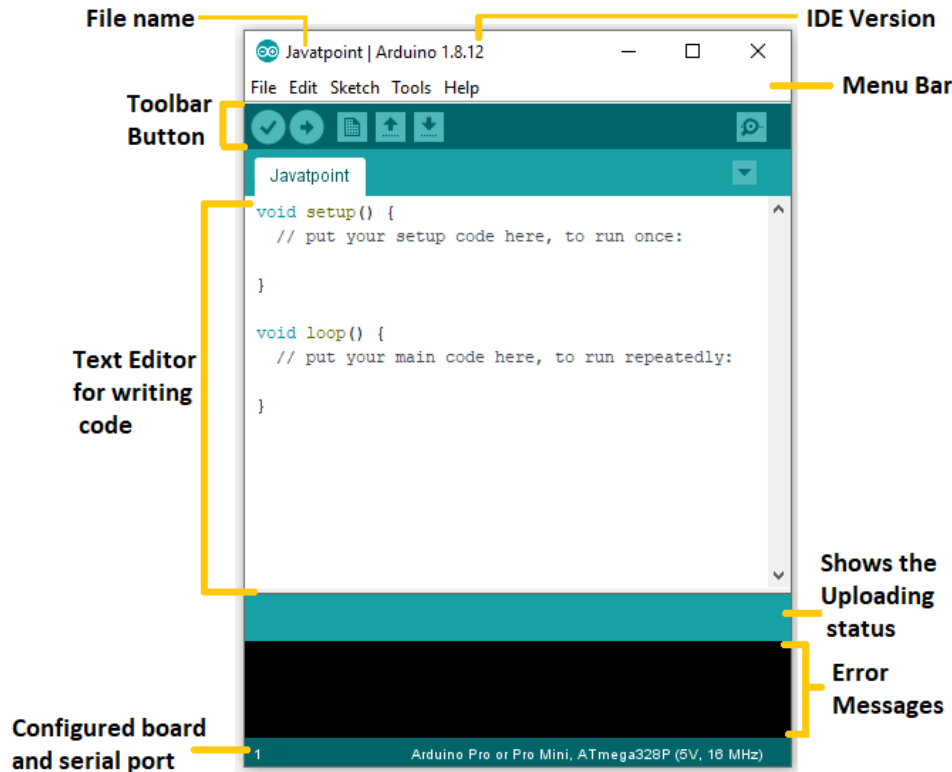 File name
IDE Version
Javatpoint | Arduino 1.8.12
File Edit Sketch Tools Help
Menu Bar
Toolbar
Button
Javatpoint
void setup() {
// put your setup code here, to run once:
}
void loop() {
// put your main code here, to run repeatedly:
}
Text Editor
for writing
code
Shows the
Uploading
status
Error
Messages
Configured board
and serial port
1
Arduino Pro or Pro Mini, ATmega328P (5V, 16 MHz)